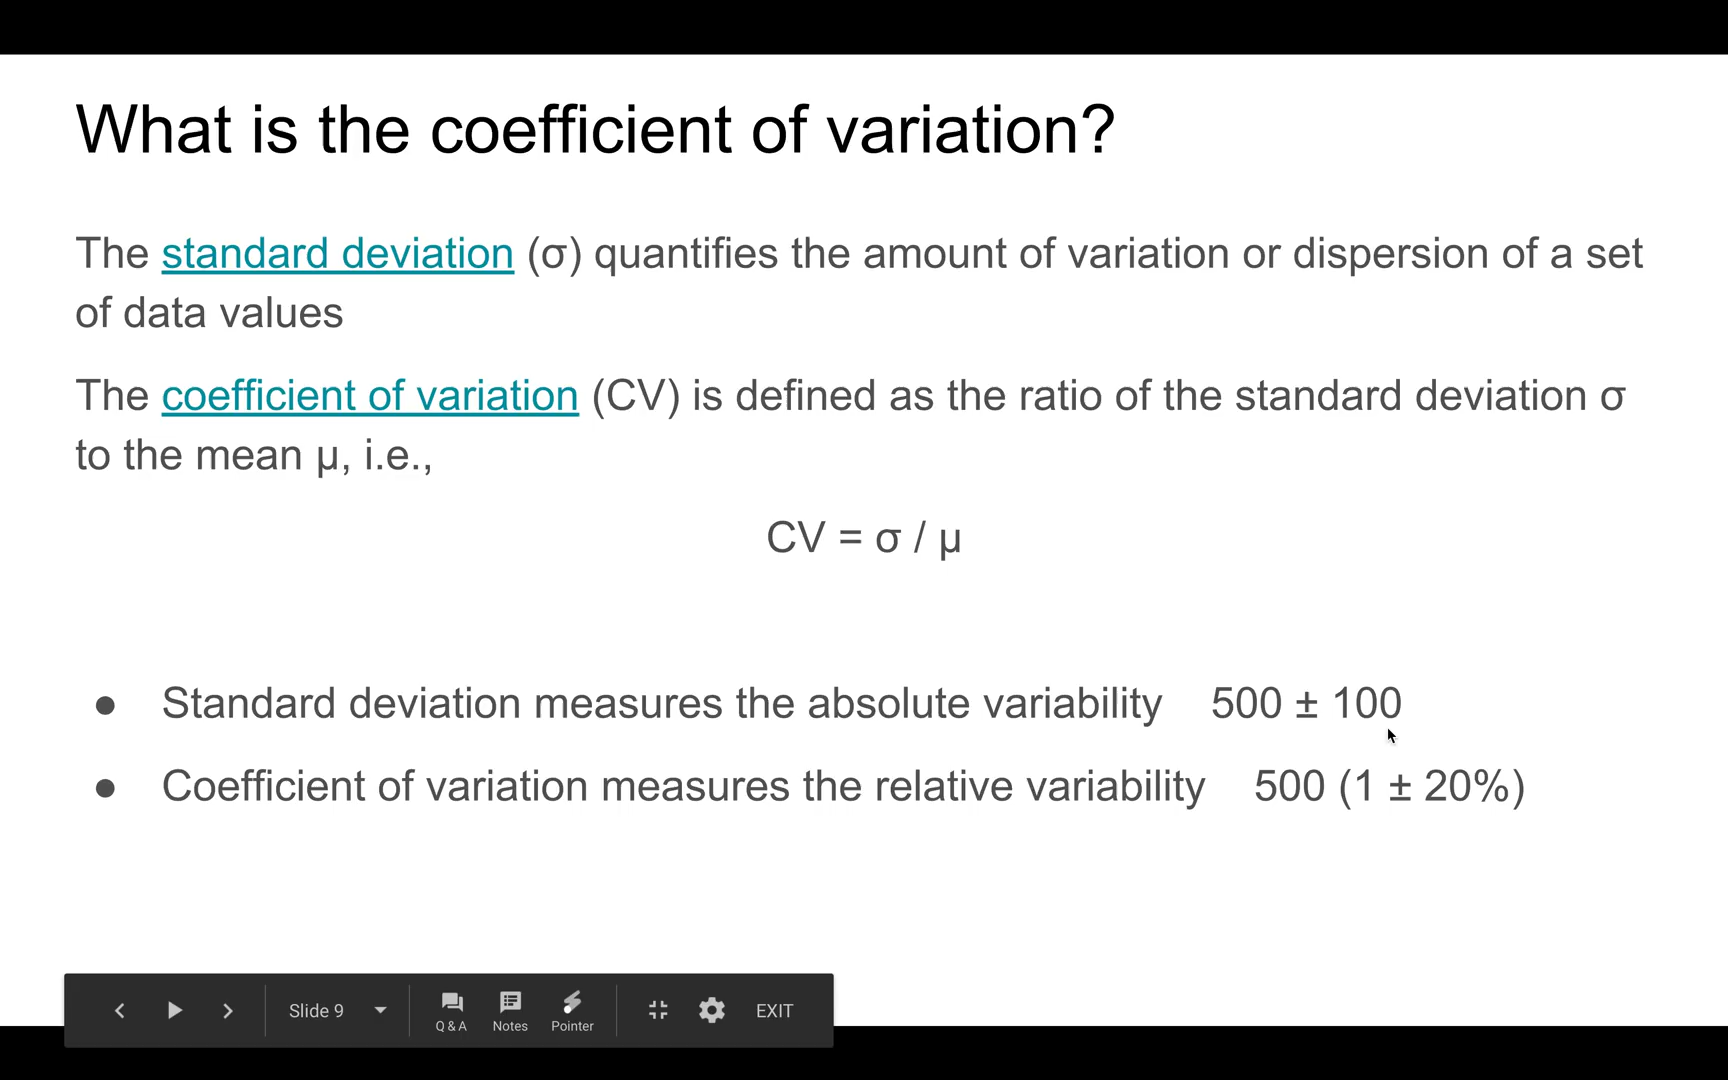 What is the coefficient of variation?
The standard deviation (σ) quantifies the amount of variation or dispersion of a set
of data values
The coefficient of variation (CV) is defined as the ratio of the standard deviation σ
to the mean μ, i.e.,
CV = σ / μ
● Standard deviation measures the absolute variability 500 ± 100
● Coefficient of variation measures the relative variability 500 (1 ± 20%)
Slide 9
Q & A
Notes
Pointer
EXIT